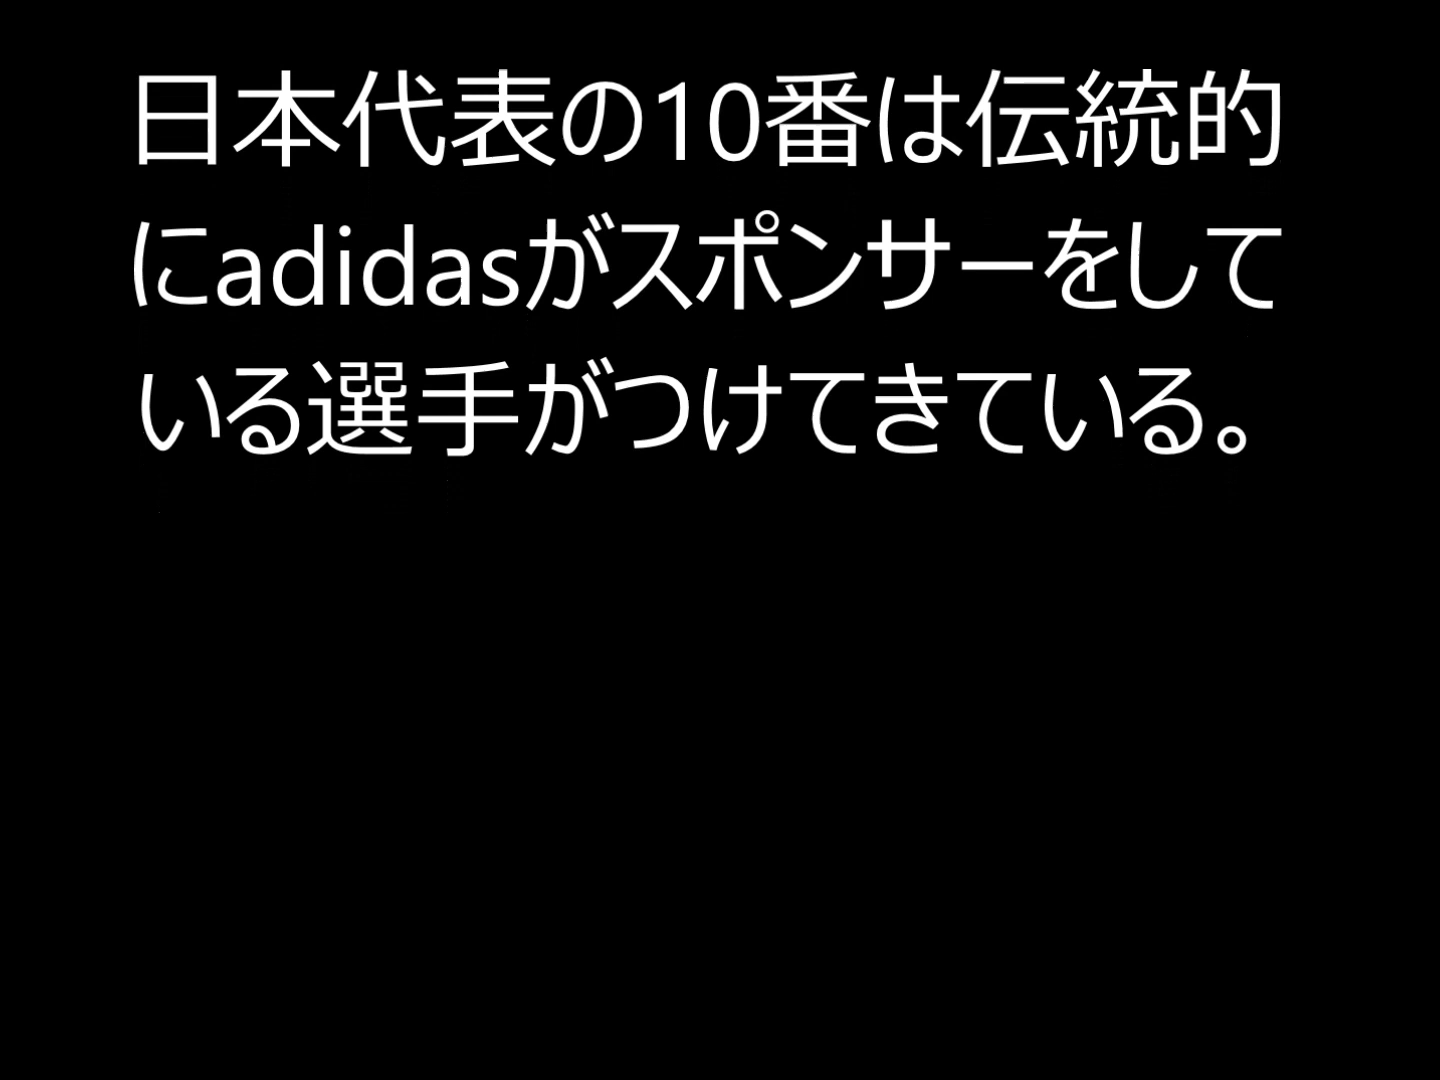 日本代表の10番は伝統的
にadidasがスポンサーをして
いる選手がつけてきている。